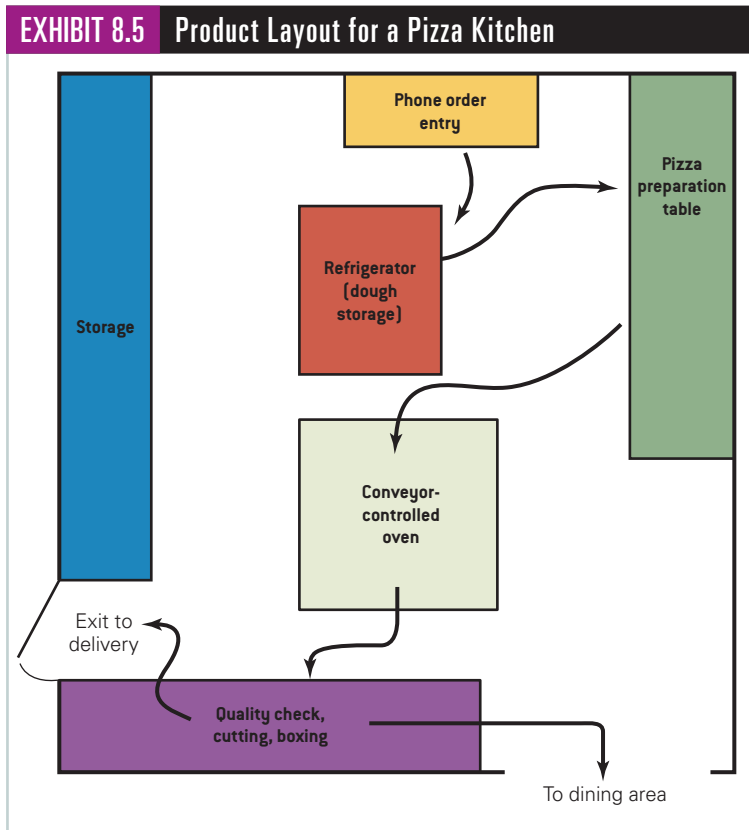 EXHIBIT 8.5 Product Layout for a Pizza Kitchen
Phone order
entry
Pizza
preparation
table
Refrigerator
(dough
storage)
Storage
Conveyor-
controlled
oven
Exit to
delivery
Quality check,
cutting, boxing
To dining area